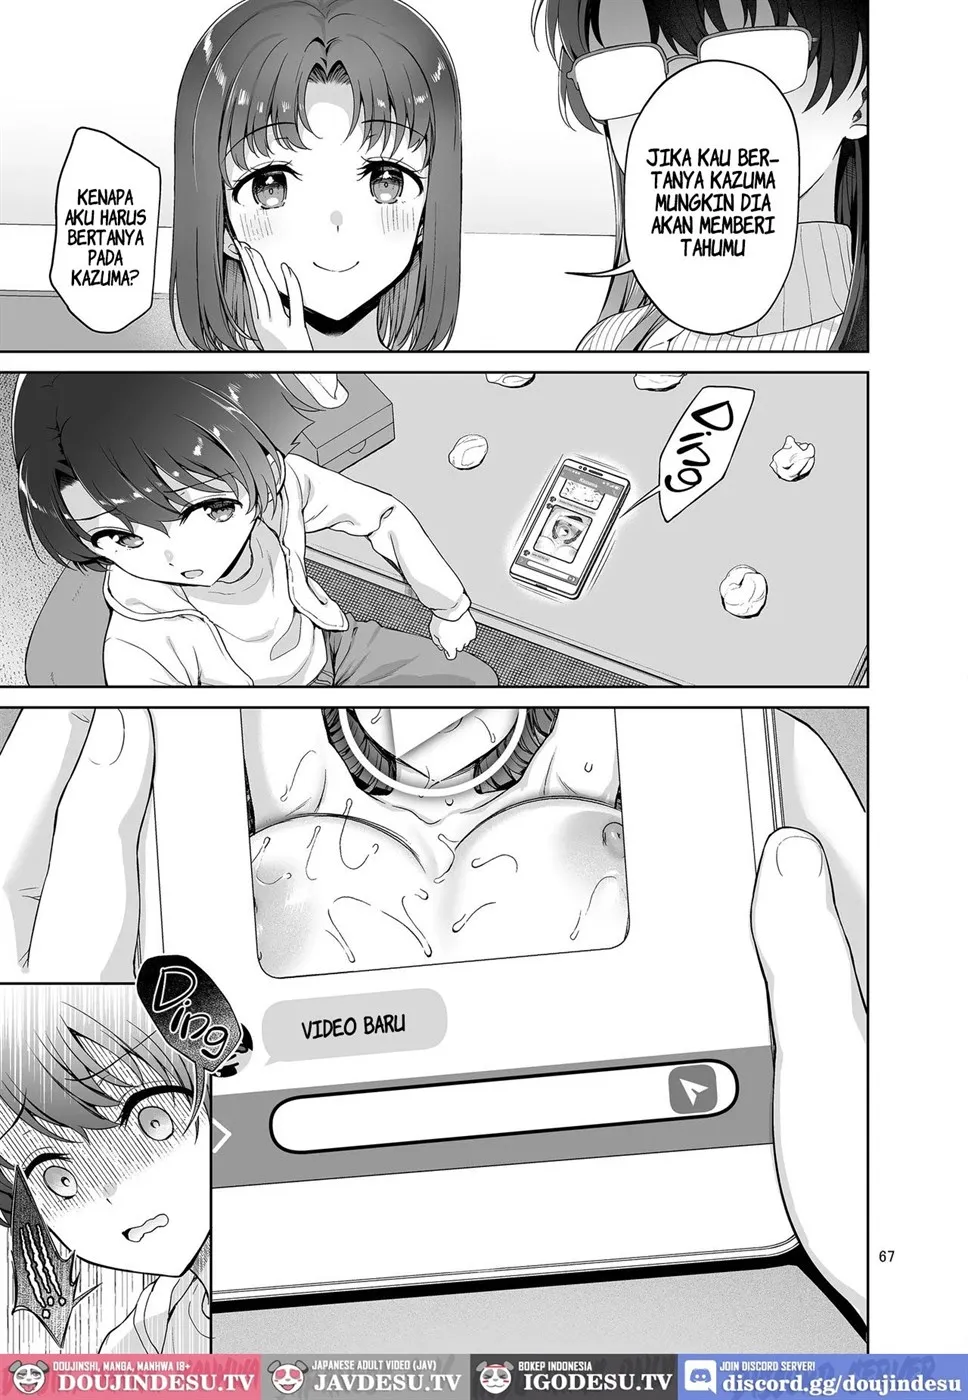 JIKA KAU BER-
TANYA KAZUMA
MUNGKIN DIA
AKAN MEMBERI
TAHUMU
KENAPA
AKU HARUS
BERTANYA
PADA
KAZUMA?
Ding
Kazuma
Ding
VIDEO BARU
67
DOUJINSHI, MANGA, MANHWA 18+
DOUJINDESU.TV
JAPANESE ADULT VIDEO (JAV)
JAVDESU.TV
BOKEP INDONESIA
IGODESU.TV
JOIN DISCORD SERVER!
discord.gg/doujindesu